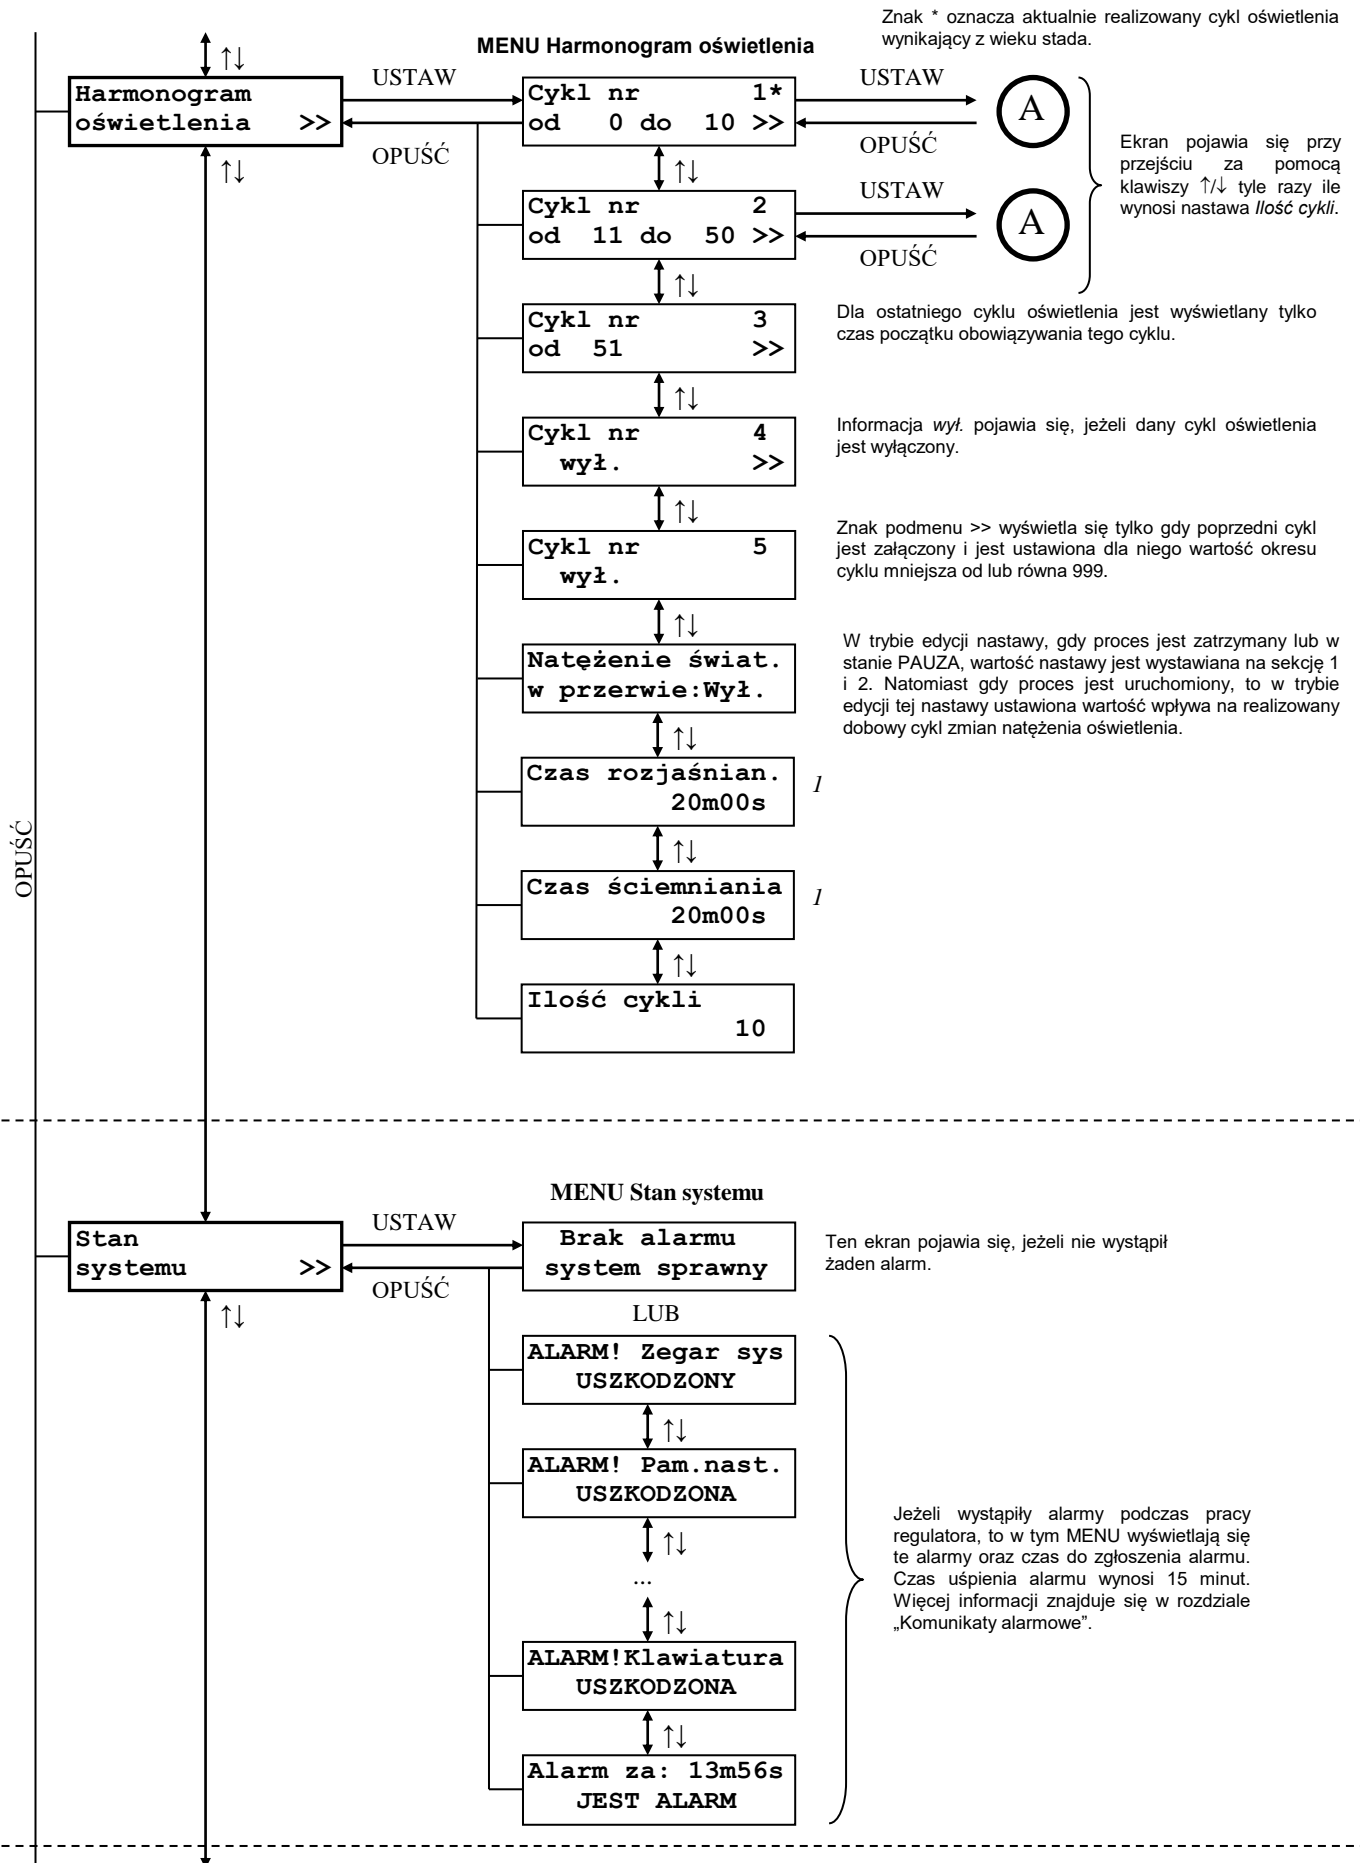 Znak * oznacza aktualnie realizowany cykl oświetlenia
wynikający z wieku stada.
MENU Harmonogram oświetlenia
↑↓
Harmonogram
oświetlenia >>
USTAW
OPUŚĆ
↑↓
Cykl nr 1*
od 0 do 10 >>
USTAW
OPUŚĆ
A
↑↓
Cykl nr 2
od 11 do 50 >>
USTAW
OPUŚĆ
A
Ekran pojawia się przy
przejściu za pomocą
klawiszy ↑/↓ tyle razy ile
wynosi nastawa Ilość cykli.
↑↓
Cykl nr 3
od 51 >>
Dla ostatniego cyklu oświetlenia jest wyświetlany tylko
czas początku obowiązywania tego cyklu.
↑↓
Cykl nr 4
wył. >>
Informacja wył. pojawia się, jeżeli dany cykl oświetlenia
jest wyłączony.
↑↓
Cykl nr 5
wył.
Znak podmenu >> wyświetla się tylko gdy poprzedni cykl
jest załączony i jest ustawiona dla niego wartość okresu
cyklu mniejsza od lub równa 999.
↑↓
Natężenie świat.
w przerwie:Wył.
W trybie edycji nastawy, gdy proces jest zatrzymany lub w
stanie PAUZA, wartość nastawy jest wystawiana na sekcję 1
i 2. Natomiast gdy proces jest uruchomiony, to w trybie
edycji tej nastawy ustawiona wartość wpływa na realizowany
dobowy cykl zmian natężenia oświetlenia.
↑↓
Czas rozjaśnian.
20m00s
1
↑↓
Czas ściemniania
20m00s
1
↑↓
Ilość cykli
10
OPUŚĆ
MENU Stan systemu
Stan
systemu >>
USTAW
OPUŚĆ
↑↓
Brak alarmu
system sprawny
Ten ekran pojawia się, jeżeli nie wystąpił
żaden alarm.
LUB
ALARM! Zegar sys
USZKODZONY
↑↓
ALARM! Pam.nast.
USZKODZONA
↑↓
...
↑↓
ALARM!Klawiatura
USZKODZONA
↑↓
Alarm za: 13m56s
JEST ALARM
Jeżeli wystąpiły alarmy podczas pracy
regulatora, to w tym MENU wyświetlają się
te alarmy oraz czas do zgłoszenia alarmu.
Czas uśpienia alarmu wynosi 15 minut.
Więcej informacji znajduje się w rozdziale
„Komunikaty alarmowe”.